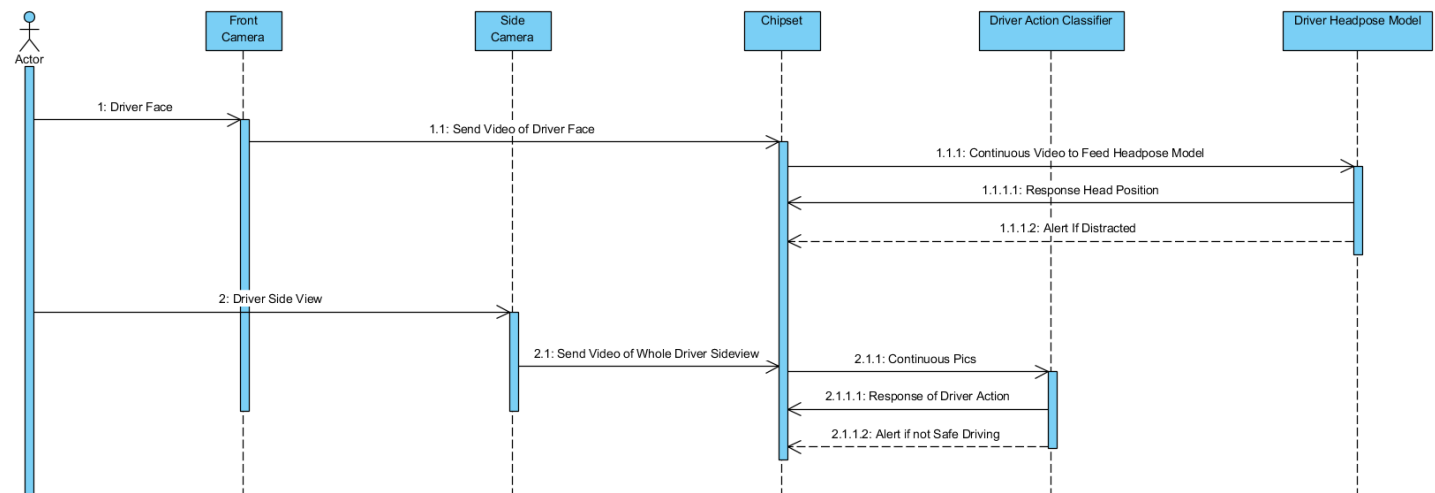 Actor
Front
Camera
Side
Camera
Chipset
Driver Action Classifier
Driver Headpose Model
1: Driver Face
1.1: Send Video of Driver Face
1.1.1: Continuous Video to Feed Headpose Model
1.1.1.1: Response Head Position
1.1.1.2: Alert If Distracted
2: Driver Side View
2.1: Send Video of Whole Driver Sideview
2.1.1: Continuous Pics
2.1.1.1: Response of Driver Action
2.1.1.2: Alert if not Safe Driving